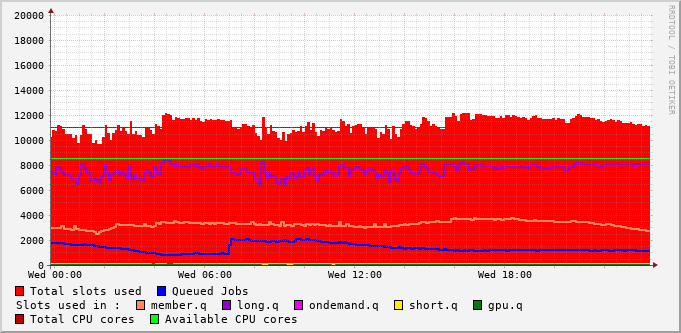 20000
18000
16000
14000
12000
10000
8000
6000
4000
2000
0
Wed 00:00 Wed 06:00 Wed 12:00 Wed 18:00
Total slots used Queued Jobs
Slots used in : member.q long.q ondemand.q short.q gpu.q
Total CPU cores Available CPU cores
RRDTOOL / TOBI OETIKER